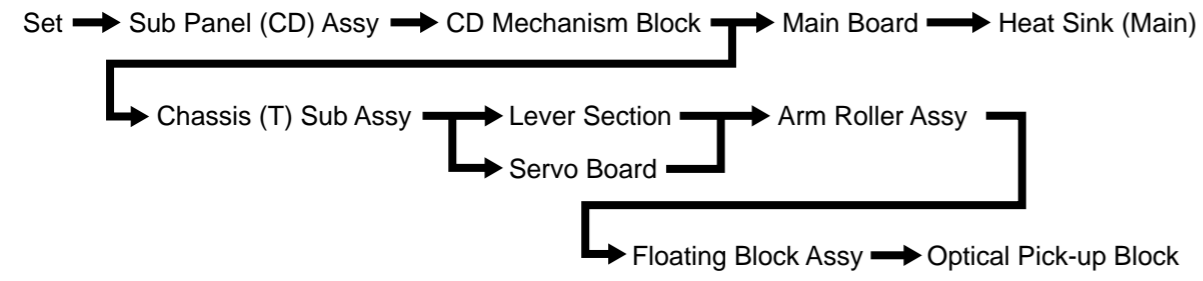 Set Sub Panel (CD) Assy CD Mechanism Block Main Board Heat Sink (Main)
Chassis (T) Sub Assy Lever Section Arm Roller Assy
Servo Board
Floating Block Assy Optical Pick-up Block